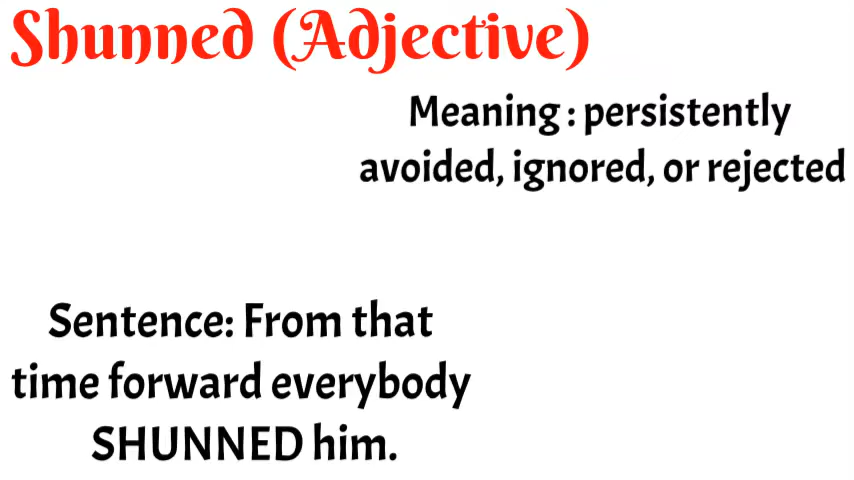 Shunned (Adjective)
Meaning : persistently
avoided, ignored, or rejected
Sentence: From that
time forward everybody
SHUNNED him.